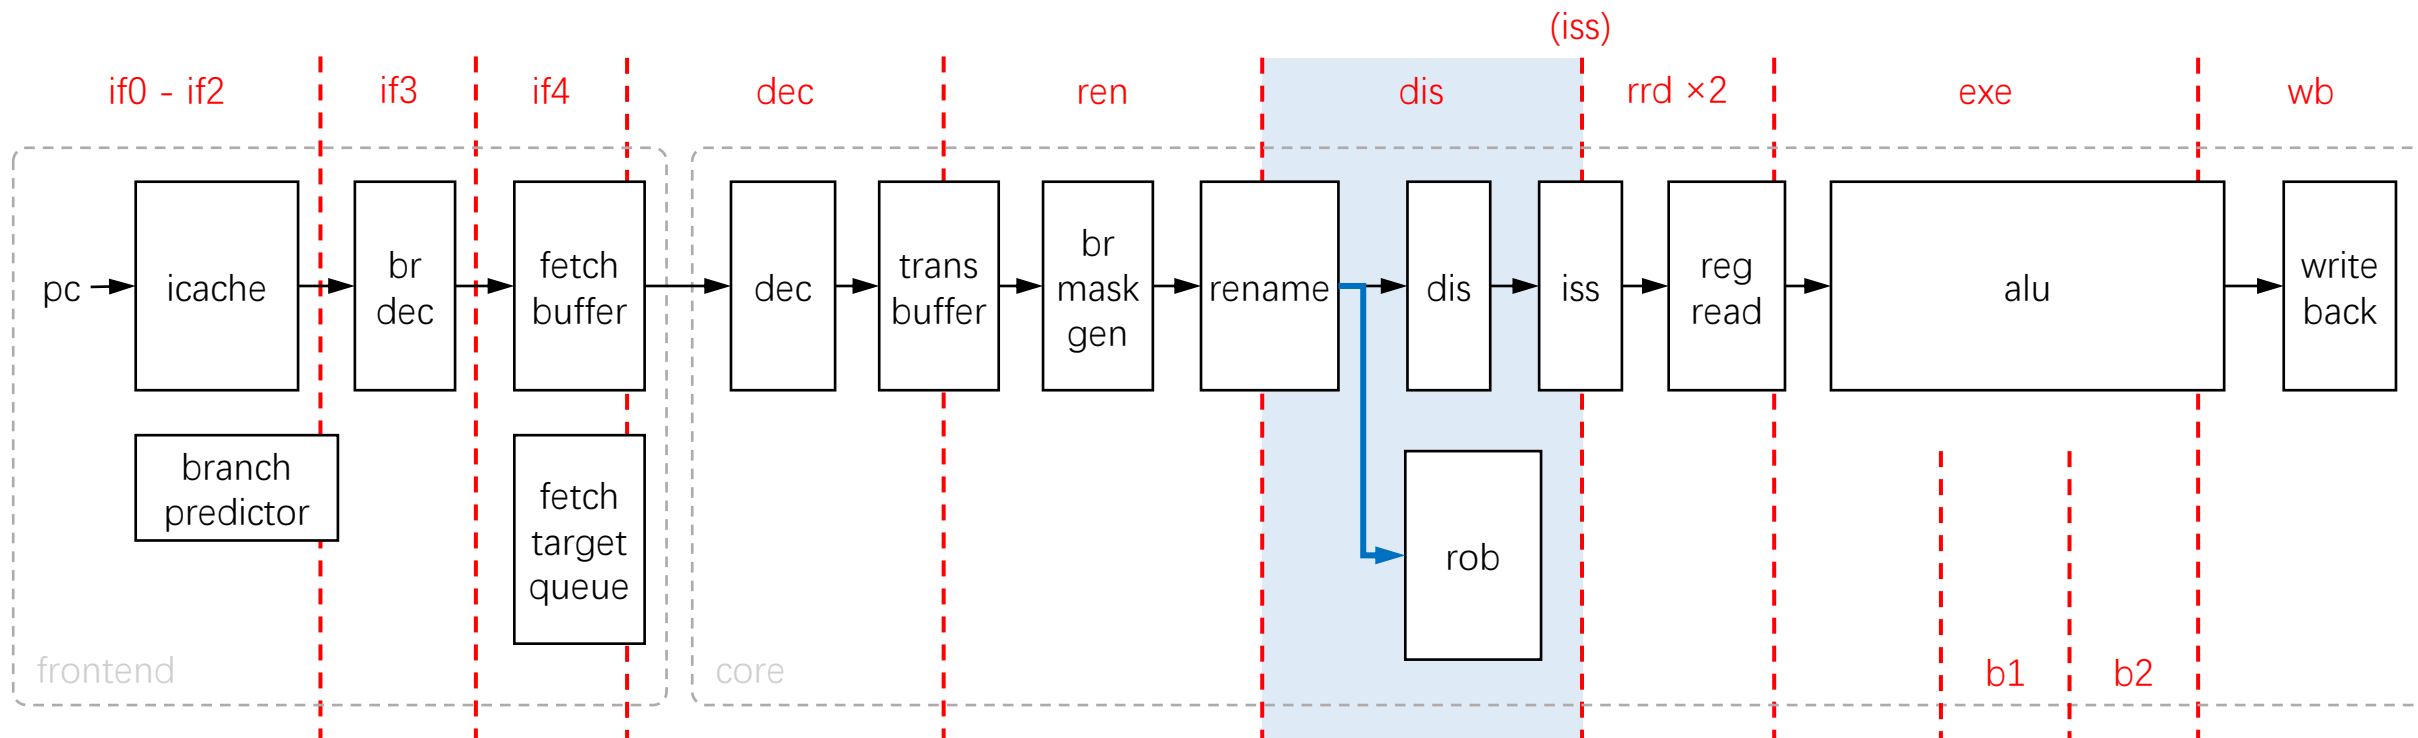 (iss)
if0 - if2
if3
if4
dec
ren
dis
rrd ×2
exe
wb
pc
icache
br
dec
fetch
buffer
dec
trans
buffer
br
mask
gen
rename
dis
iss
reg
read
alu
write
back
branch
predictor
fetch
target
queue
rob
frontend
core
b1
b2